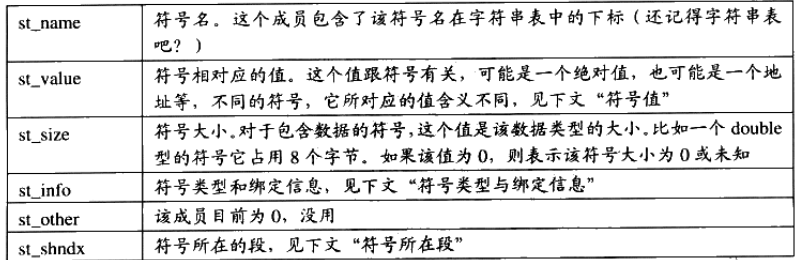 st_name 符号名。这个成员包含了该符号名在字符串表中的下标（还记得字符串表
吧？）
st_value 符号相对应的值。这个值跟符号有关，可能是一个绝对值，也可能是一个地
址等，不同的符号，它所对应的值含义不同，见下文“符号值”
st_size 符号大小。对于包含数据的符号，这个值是该数据类型的大小。比如一个 double
型的符号它占用 8 个字节。如果该值为 0，则表示该符号大小为 0 或未知
st_info 符号类型和绑定信息，见下文“符号类型与绑定信息”
st_other 该成员目前为 0，没用
st_shndx 符号所在的段，见下文“符号所在段”